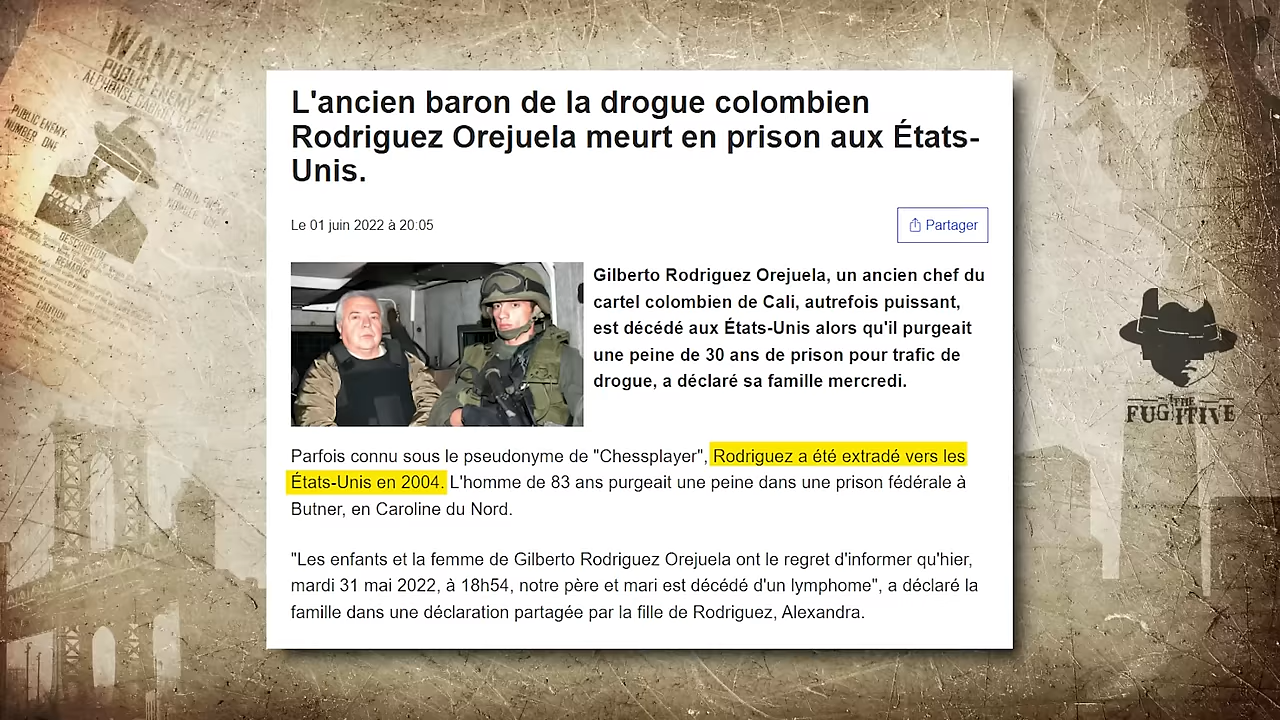 WANTED
PUBLIC ENEMY
PUBLIC ENEMY
NUMBER ONE
DESCRIPTION
REMARKS
CAUTION
L'ancien baron de la drogue colombien
Rodriguez Orejuela meurt en prison aux États-
Unis.
Le 01 juin 2022 à 20:05
Partager
Gilberto Rodriguez Orejuela, un ancien chef du
cartel colombien de Cali, autrefois puissant,
est décédé aux États-Unis alors qu'il purgeait
une peine de 30 ans de prison pour trafic de
drogue, a déclaré sa famille mercredi.
Parfois connu sous le pseudonyme de "Chessplayer", Rodriguez a été extradé vers les
États-Unis en 2004. L'homme de 83 ans purgeait une peine dans une prison fédérale à
Butner, en Caroline du Nord.
"Les enfants et la femme de Gilberto Rodriguez Orejuela ont le regret d'informer qu'hier,
mardi 31 mai 2022, à 18h54, notre père et mari est décédé d'un lymphome", a déclaré la
famille dans une déclaration partagée par la fille de Rodriguez, Alexandra.
THE
FUGITIVE